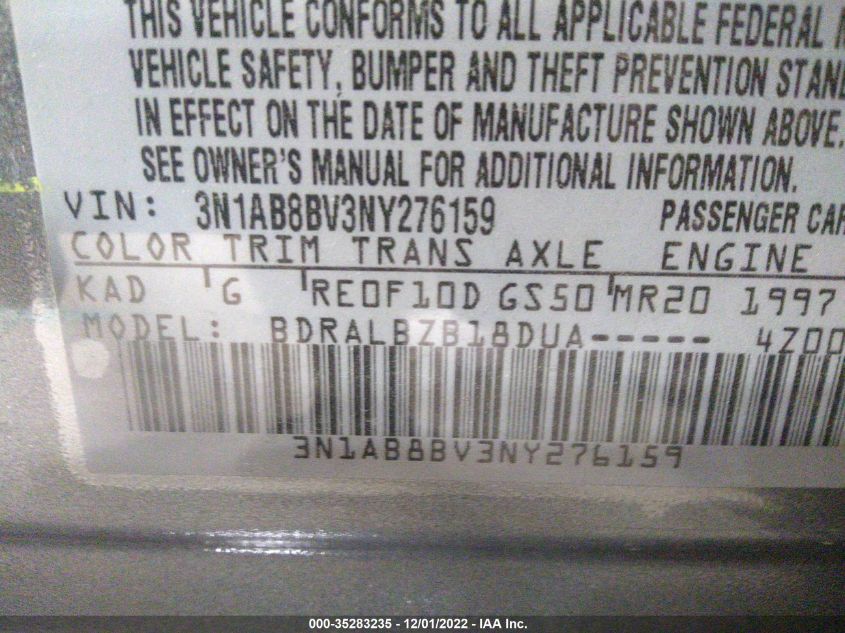 THIS VEHICLE CONFORMS TO ALL APPLICABLE FEDERAL
VEHICLE SAFETY, BUMPER AND THEFT PREVENTION STAN
IN EFFECT ON THE DATE OF MANUFACTURE SHOWN ABOVE.
SEE OWNER'S MANUAL FOR ADDITIONAL INFORMATION.
VIN: 3N1AB8BV3NY276159 PASSENGER CAR
COLOR TRIM TRANS AXLE ENGINE
KAD G RE0F10D GS50 MR20 1997
MODEL: BDRALBZB18DUA----- 4Z00
3N1AB8BV3NY276159
000-35283235 - 12/01/2022 - IAA Inc.